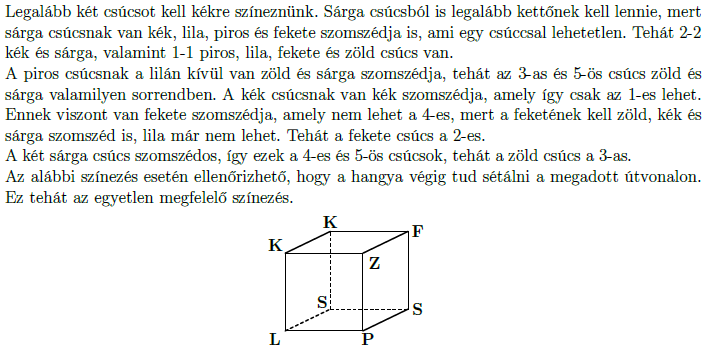 Legalább két csúcsot kell kékre színeznünk. Sárga csúcsból is legalább kettőnek kell lennie, mert
sárga csúcsnak van kék, lila, piros és fekete szomszédja is, ami egy csúccsal lehetetlen. Tehát 2-2
kék és sárga, valamint 1-1 piros, lila, fekete és zöld csúcs van.
A piros csúcsnak a lilán kívül van zöld és sárga szomszédja, tehát az 3-as és 5-ös csúcs zöld és
sárga valamilyen sorrendben. A kék csúcsnak van kék szomszédja, amely így csak az 1-es lehet.
Ennek viszont van fekete szomszédja, amely nem lehet a 4-es, mert a feketének kell zöld, kék és
sárga szomszéd is, lila már nem lehet. Tehát a fekete csúcs a 2-es.
A két sárga csúcs szomszédos, így ezek a 4-es és 5-ös csúcsok, tehát a zöld csúcs a 3-as.
Az alábbi színezés esetén ellenőrizhető, hogy a hangya végig tud sétálni a megadott útvonalon.
Ez tehát az egyetlen megfelelő színezés.
K
F
K
Z
S
S
L
P